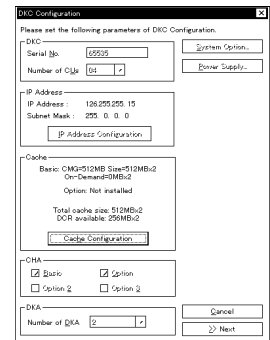 DKC Configuration
Please set the following parameters of DKC Configuration.
DKC
Serial No. 65535
Number of CUs 04
System Option...
Power Supply...
IP Address
IP Address : 126.255.255. 15
Subnet Mask : 255. 0. 0. 0
IP Address Configuration
Cache
Basic: CMG=512MB Size=512MBx2
On-Demand=0MBx2
Option: Not installed
Total cache size: 512MBx2
DCR available: 256MBx2
Cache Configuration
CHA
Basic Option
Option 2 Option 3
DKA
Number of DKA 2
Cancel
>> Next